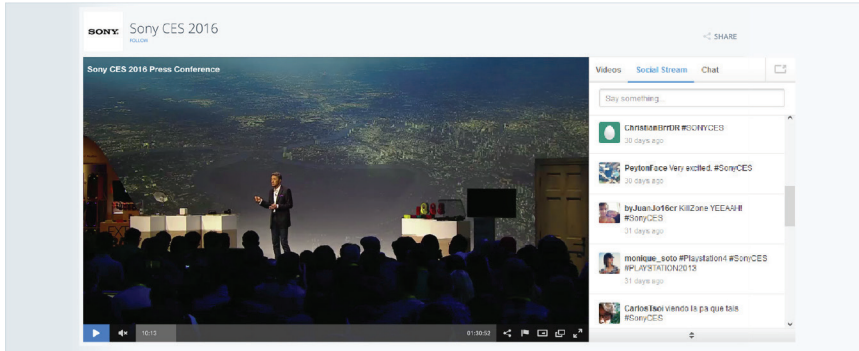 SONY
Sony CES 2016
FOLLOW
SHARE
Sony CES 2016 Press Conference
Videos Social Stream Chat
Say something...
ChristianBrrDR #SONYCES
30 days ago
PeytonFace Very excited. #SonyCES
30 days ago
byJuanJo16cr KillZone YEEAAH!!
#SonyCES
31 days ago
monique_soto #Playstation4 #SonyCES
#PLAYSTATION2013
31 days ago
CarlosTsoi viendo la pa que tals
#SonyCES
10:13
01:30:52